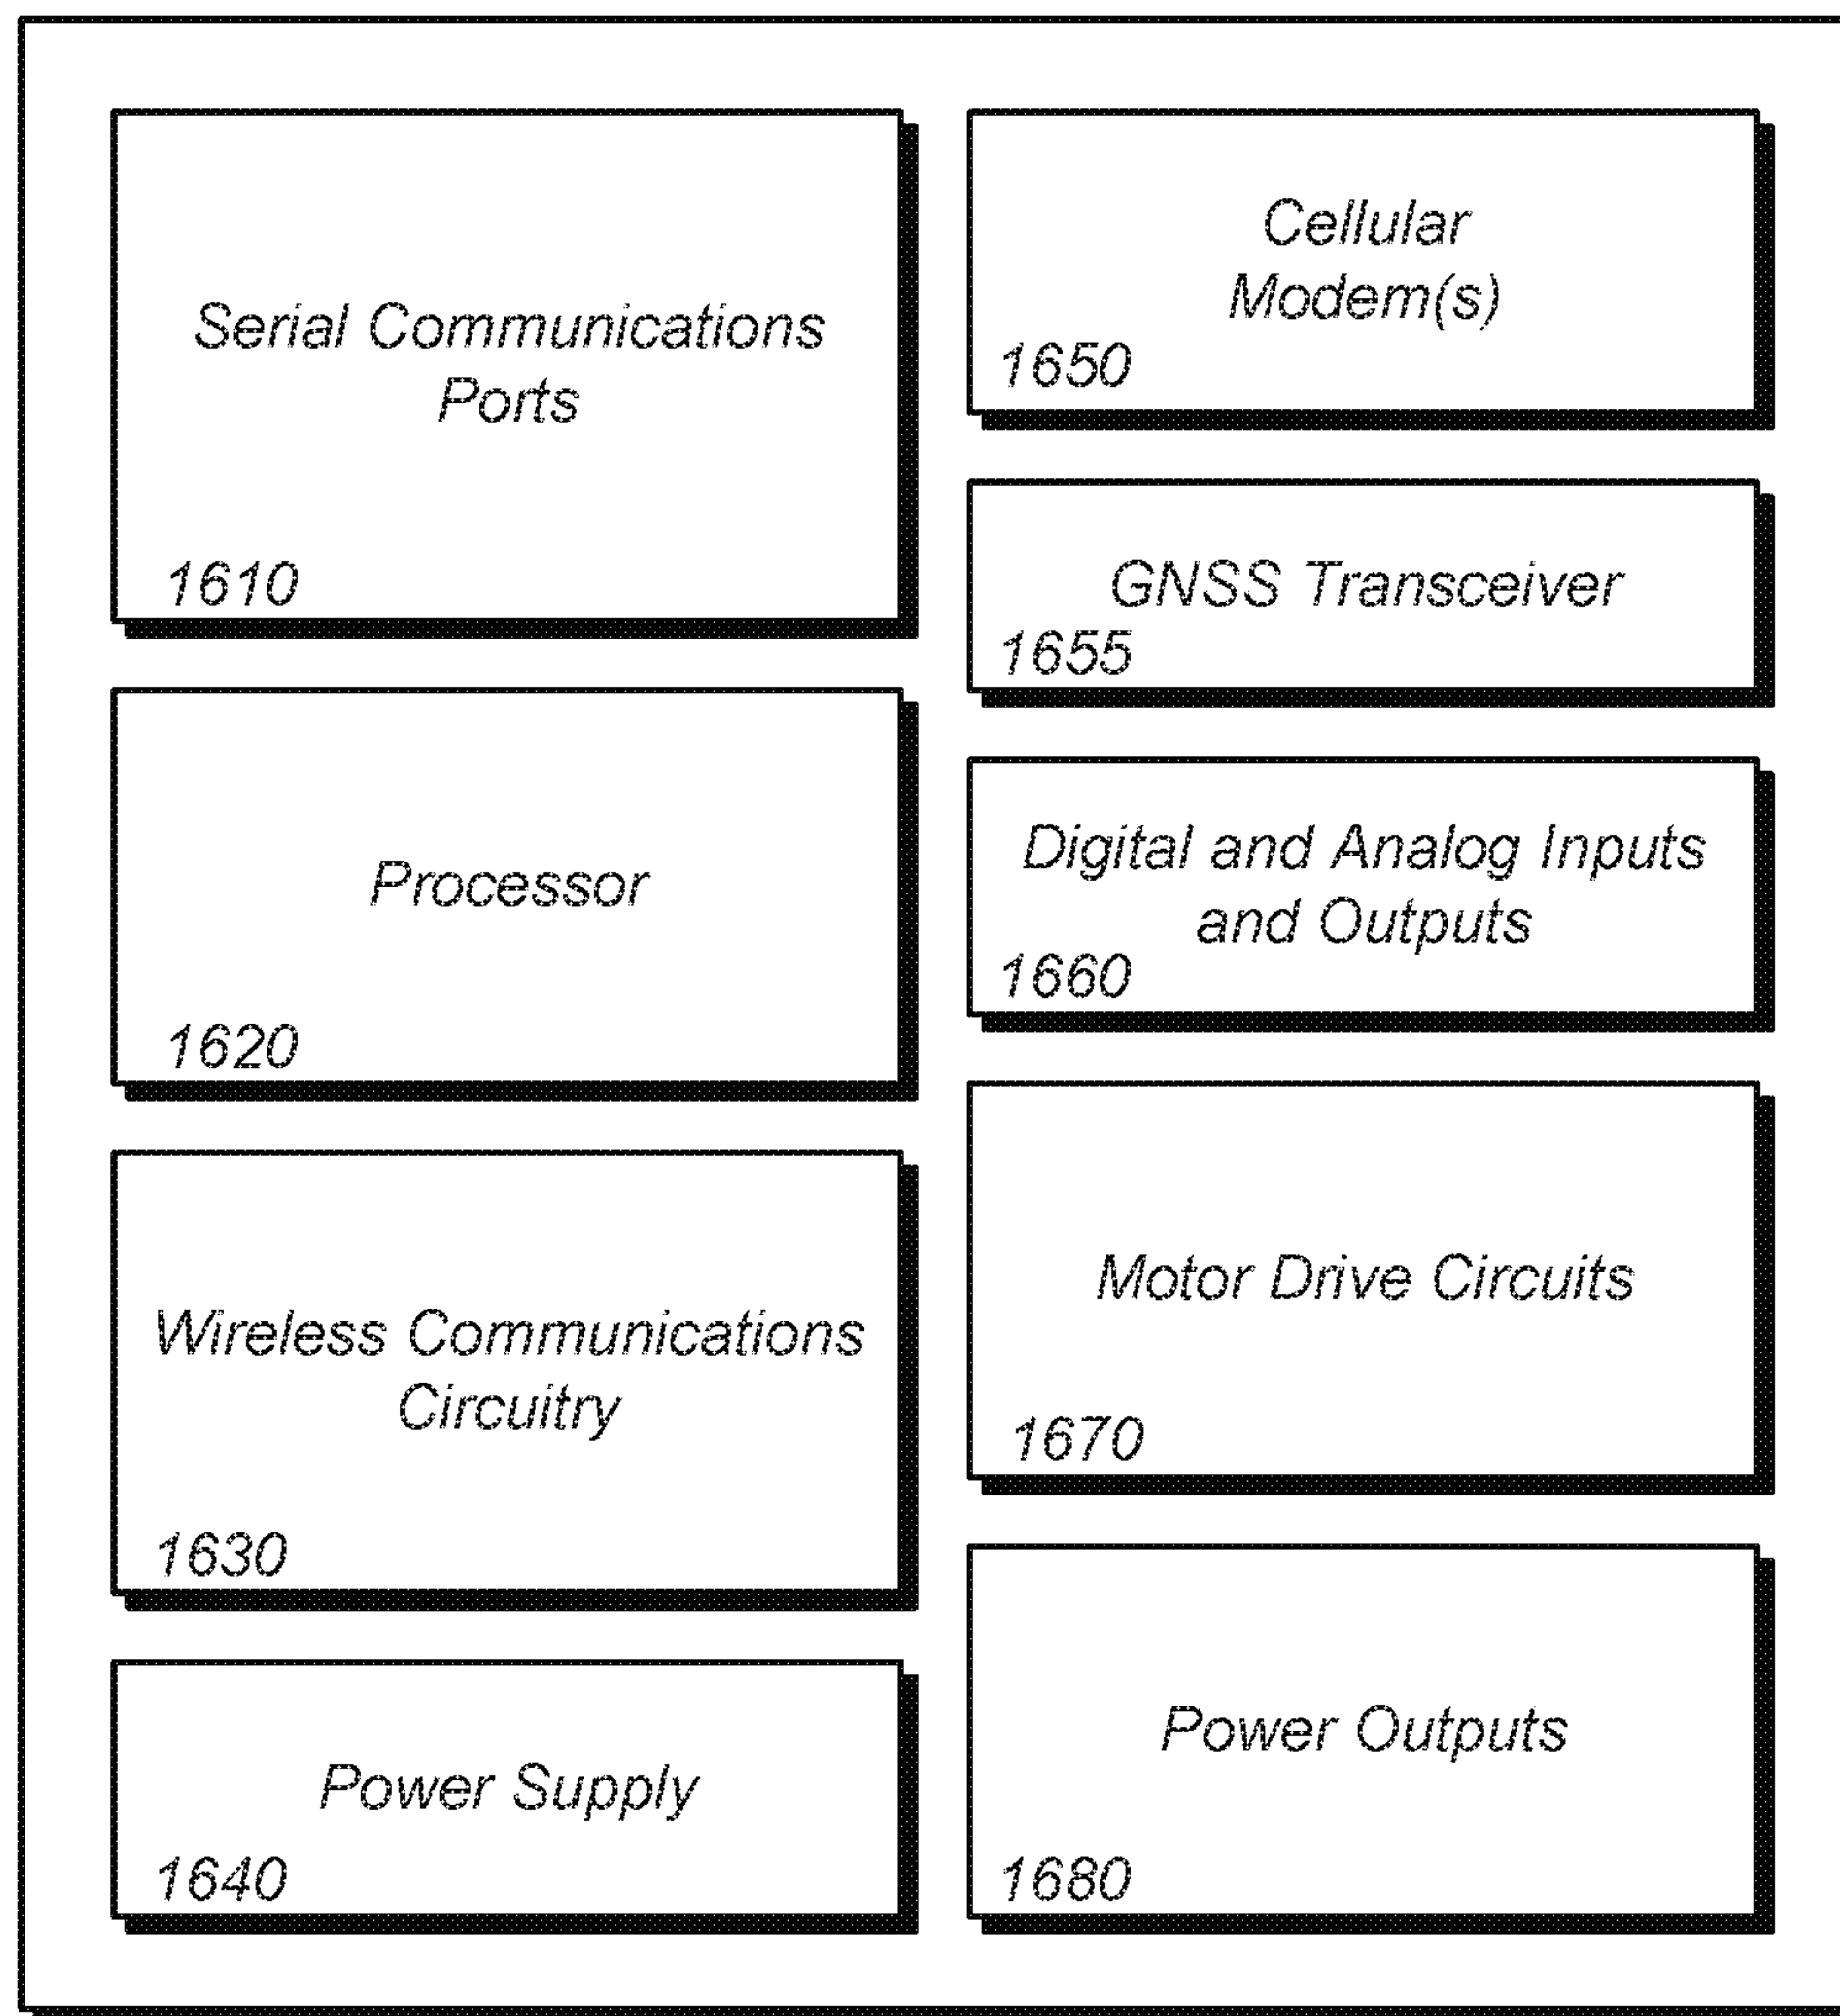 Serial Communications
Ports
1610
Processor
1620
Wireless Communications
Circuitry
1630
Power Supply
1640
Cellular
Modem(s)
1650
GNSS Transceiver
1655
Digital and Analog Inputs
and Outputs
1660
Motor Drive Circuits
1670
Power Outputs
1680